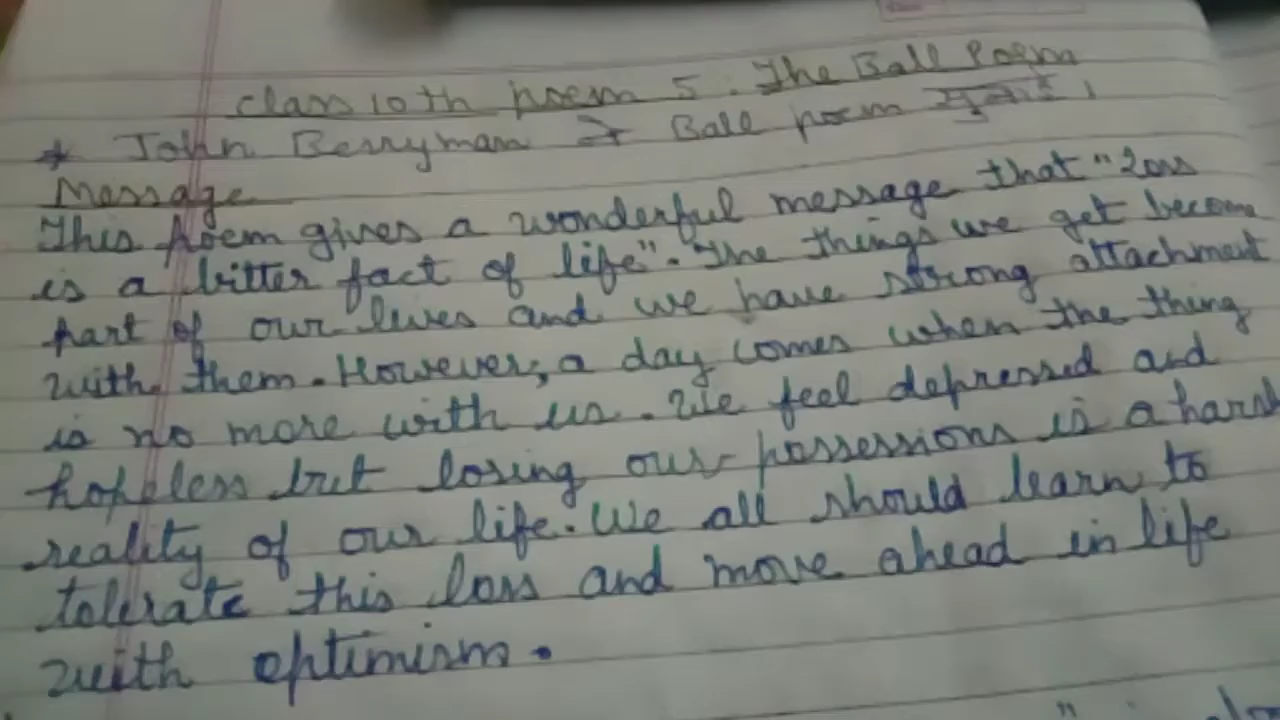 class 10th poem 5. The Ball Poem
* John Berryman ने Ball poem
Message
This poem gives a wonderful message that "Loss
is a bitter fact of life". The things we get become
part of our lives and we have strong attachment
with them. However, a day comes when the thing
is no more with us. We feel depressed and
hopeless but losing our possessions is a harsh
reality of our life. We all should learn to
tolerate this loss and move ahead in life
with optimism.